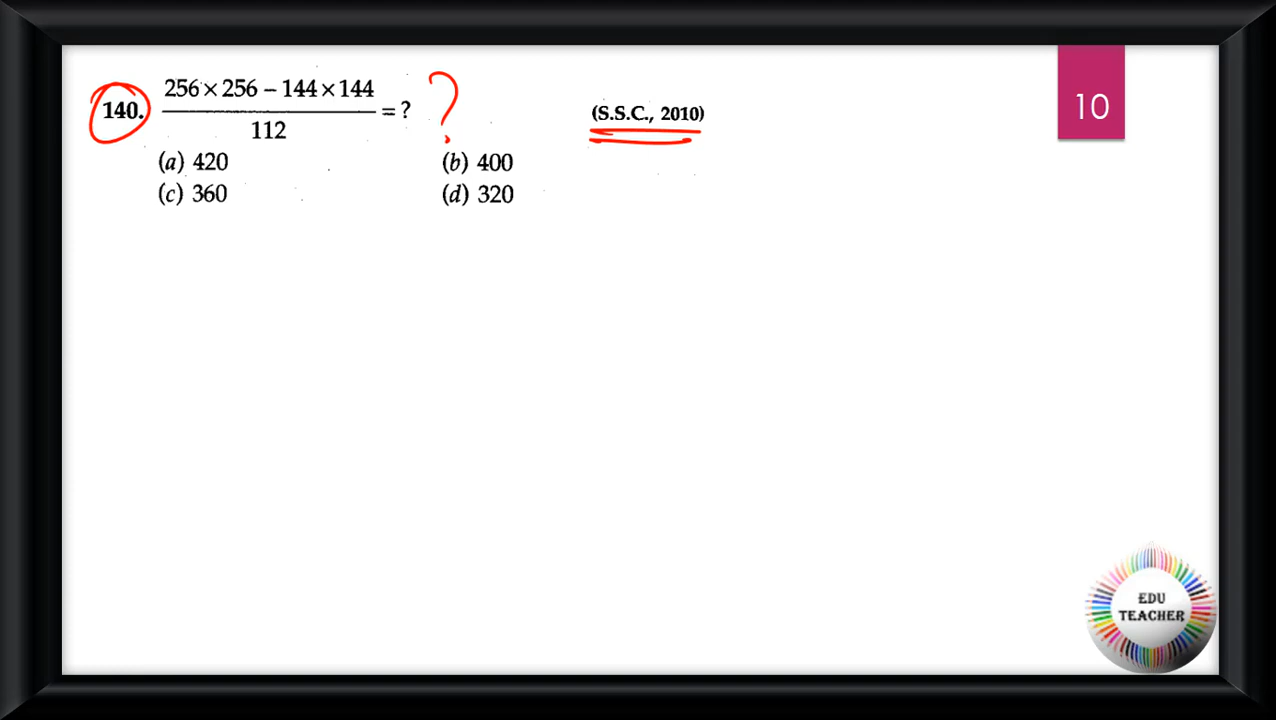 140. 256 × 256 – 144 × 144 / 112 = ? ?
(S.S.C., 2010)
10
(a) 420 (b) 400
(c) 360 (d) 320
EDU
TEACHER